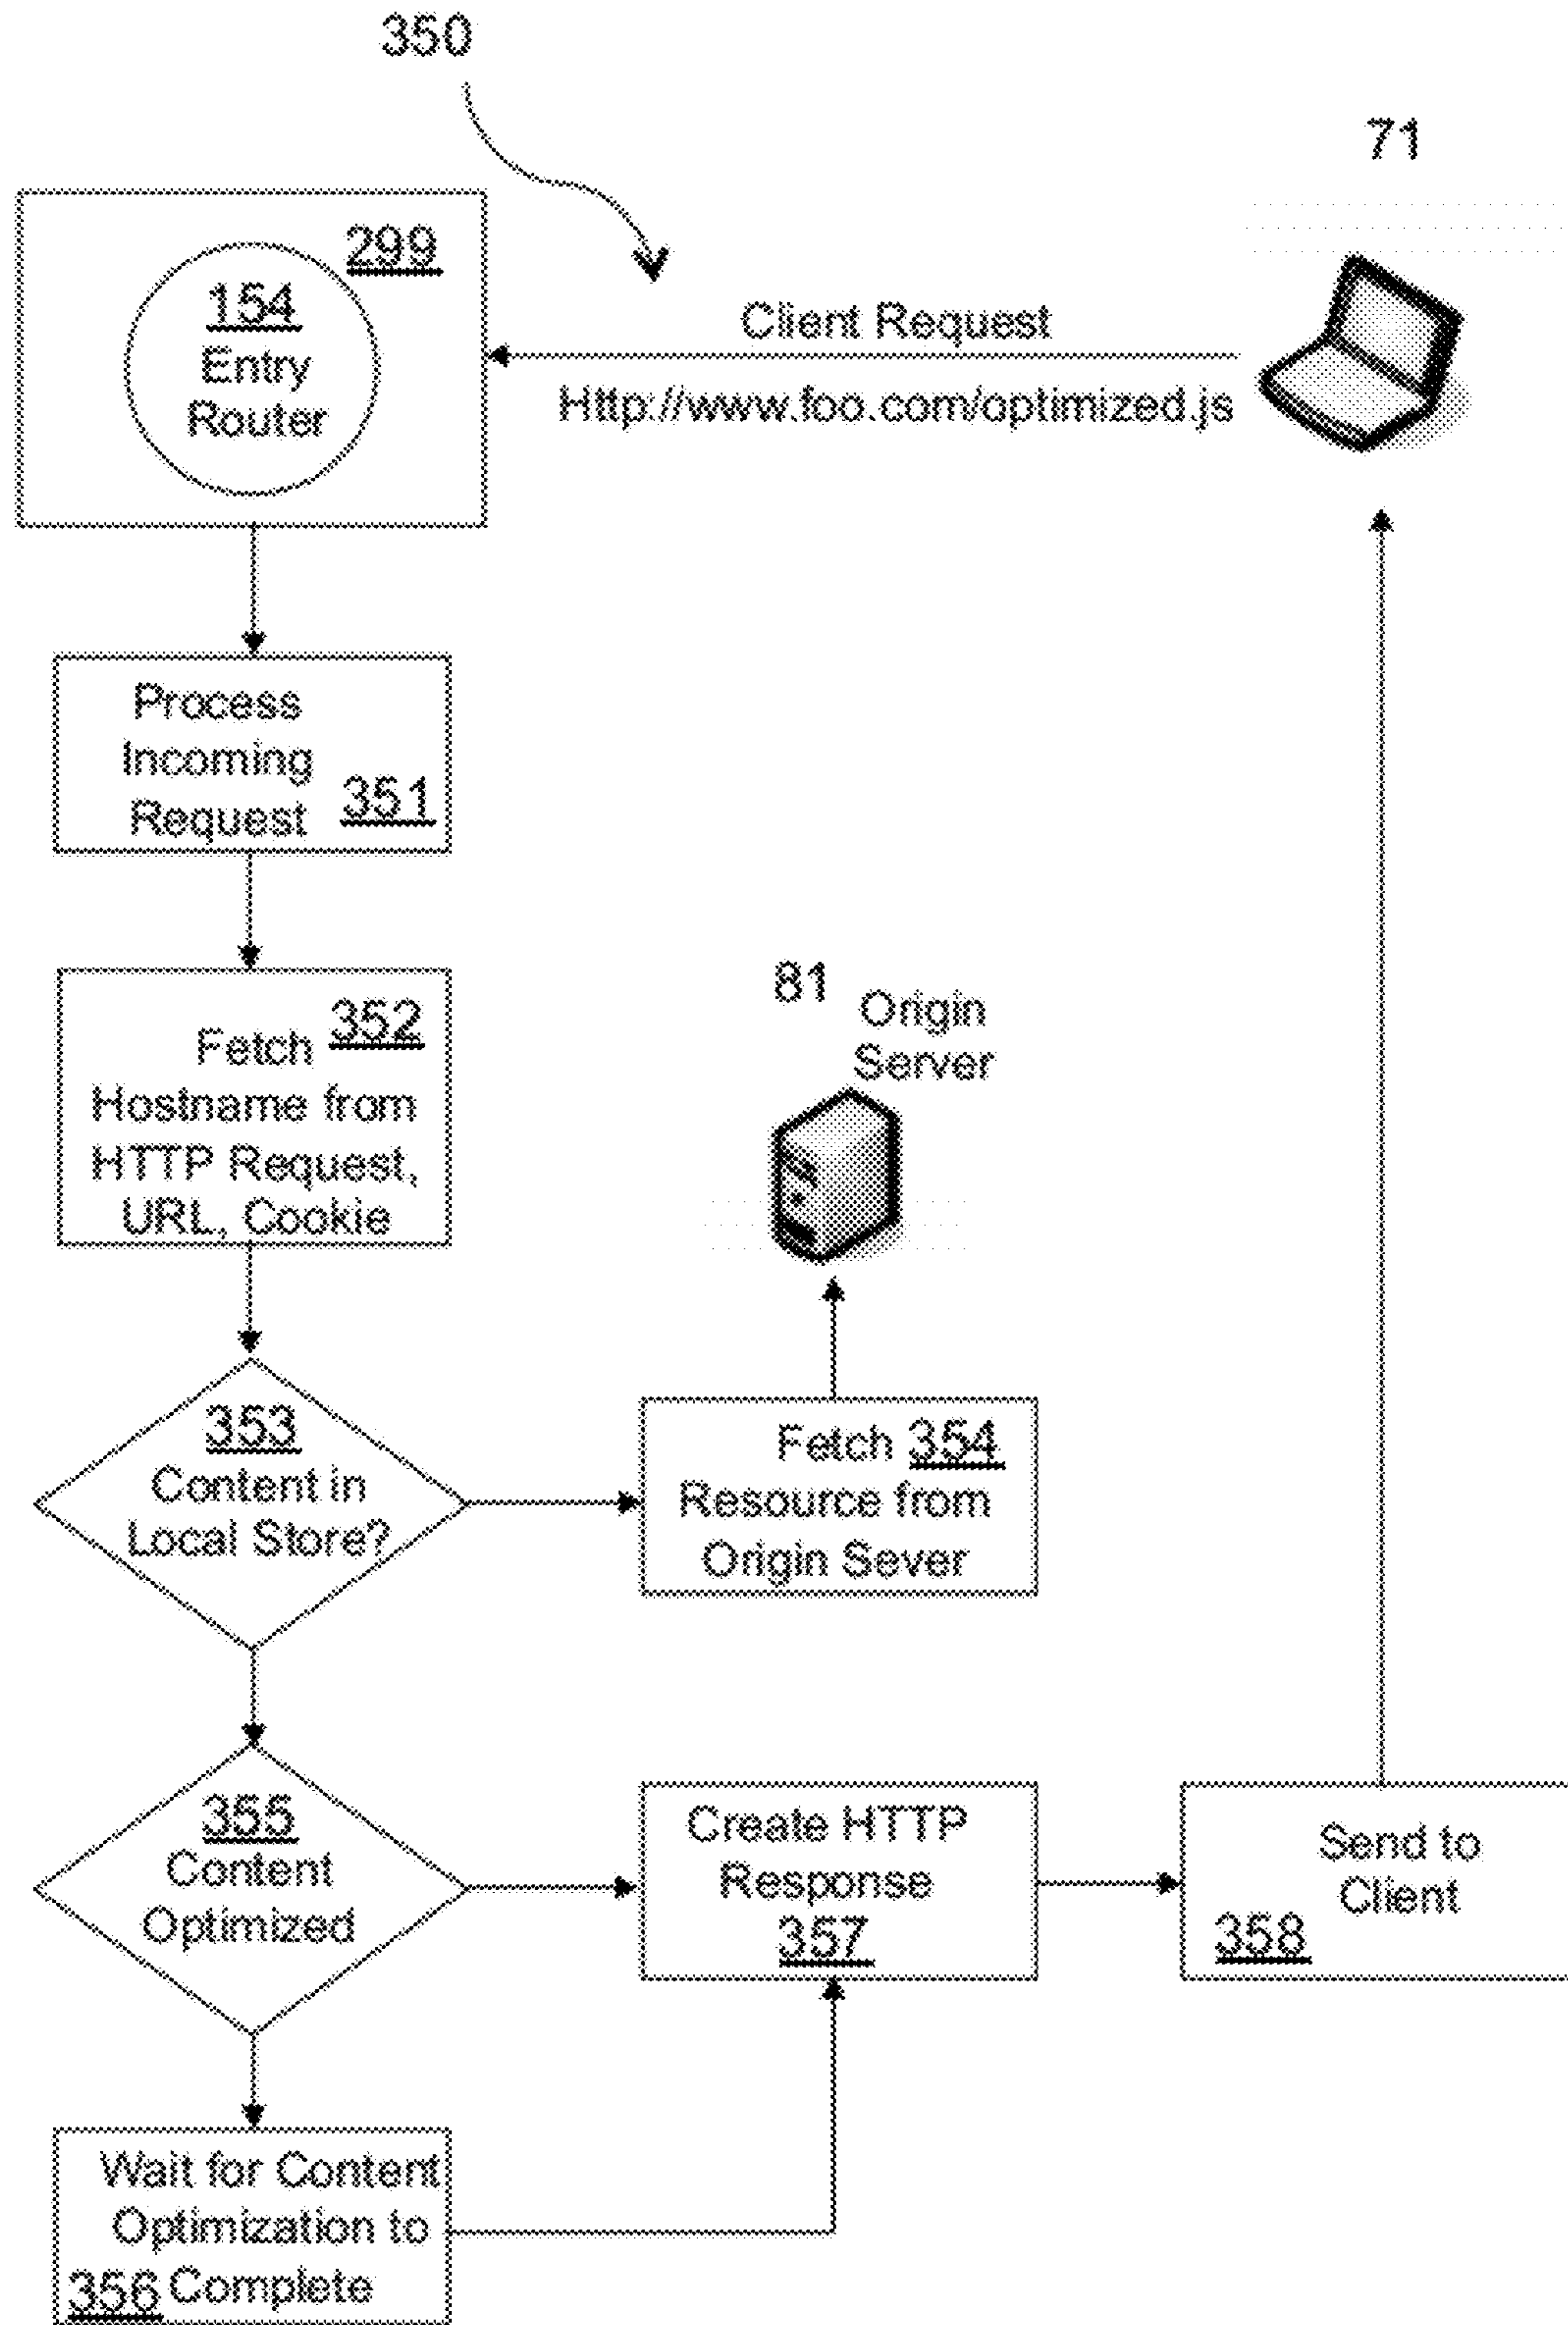 350
71
299
154
Entry
Router
Client Request
Http://www.foo.com/optimized.js
Process
Incoming
Request
351
352
Fetch
Hostname from
HTTP Request,
URL, Cookie
81
Origin
Server
353
Content in
Local Store?
Fetch 354
Resource from
Origin Sever
355
Content
Optimized
Create HTTP
Response
357
Send to
Client
358
Wait for Content
Optimization to
356 Complete